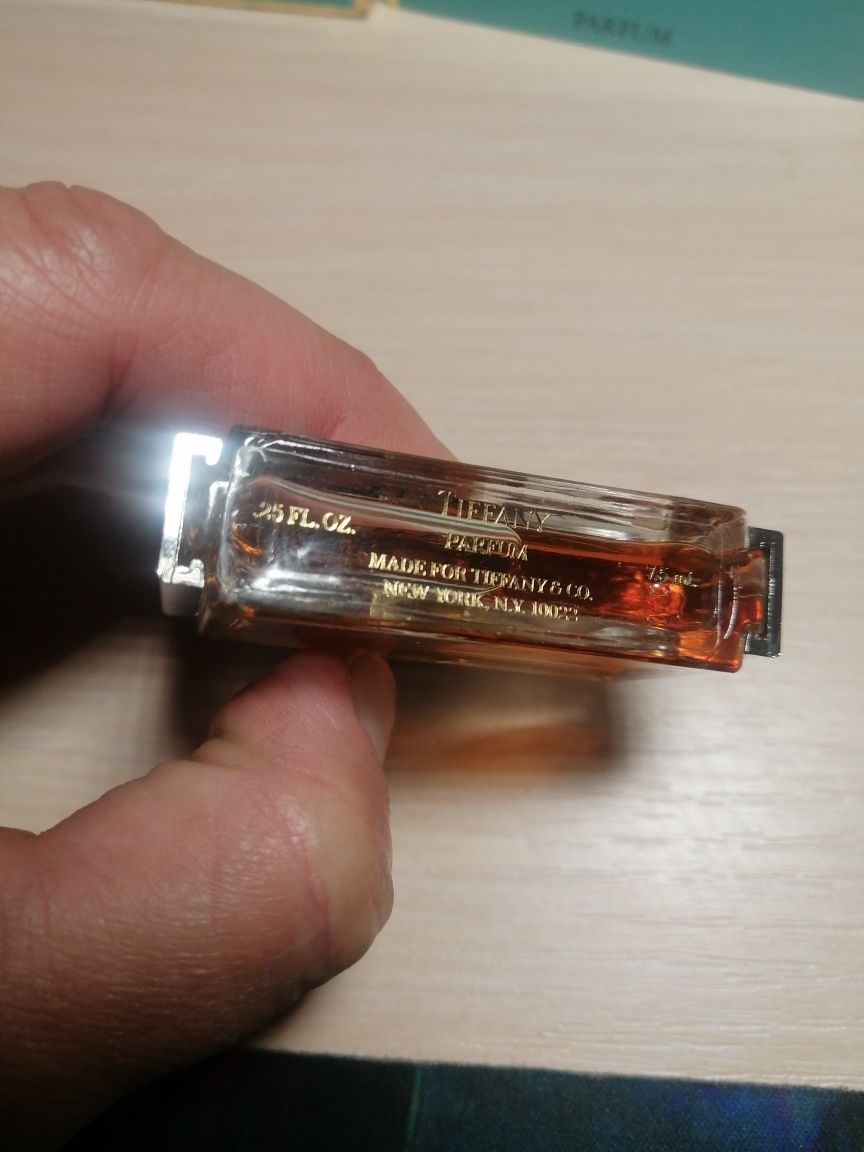 PARFUM
TIFFANY
PARFUM
.25 FL. OZ.
7.5 mL
MADE FOR TIFFANY & CO.
NEW YORK, N.Y. 10022